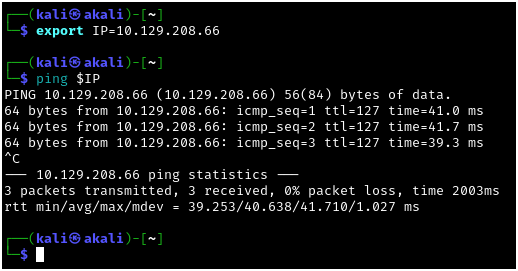 ┌──(kali㉿akali)-[~]
└─$ export IP=10.129.208.66

┌──(kali㉿akali)-[~]
└─$ ping $IP
PING 10.129.208.66 (10.129.208.66) 56(84) bytes of data.
64 bytes from 10.129.208.66: icmp_seq=1 ttl=127 time=41.0 ms
64 bytes from 10.129.208.66: icmp_seq=2 ttl=127 time=41.7 ms
64 bytes from 10.129.208.66: icmp_seq=3 ttl=127 time=39.3 ms
^C
--- 10.129.208.66 ping statistics ---
3 packets transmitted, 3 received, 0% packet loss, time 2003ms
rtt min/avg/max/mdev = 39.253/40.638/41.710/1.027 ms

┌──(kali㉿akali)-[~]
└─$